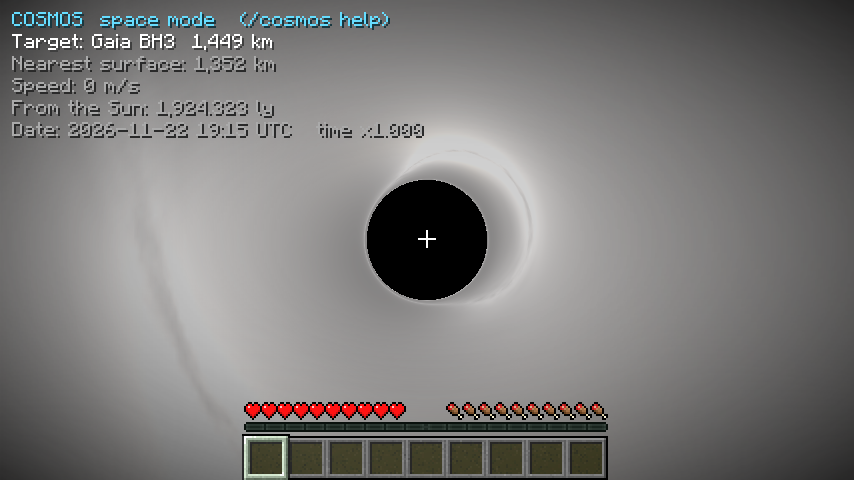 COSMOS space mode (/cosmos help)
Target: Gaia BH3 1,449 km
Nearest surface: 1,352 km
Speed: 0 m/s
From the Sun: 1,924.323 ly
Date: 2026-11-22 19:15 UTC time x1.000